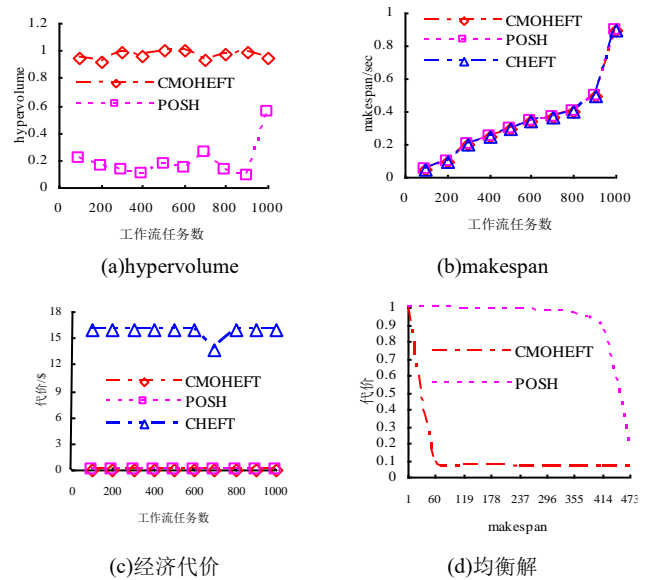 1.2
1
0.8
0.6
0.4
0.2
0
hypervolume
CMOHEFT
POSH
0 200 400 600 800 1000
工作流任务数
(a)hypervolume
1
0.8
0.6
0.4
0.2
0
makespan/sec
CMOHEFT
POSH
CHEFT
0 200 400 600 800 1000
工作流任务数
(b)makespan
18
15
12
9
6
3
0
代价/$
CMOHEFT
POSH
CHEFT
0 200 400 600 800 1000
工作流任务数
(c)经济代价
1
0.9
0.8
0.7
0.6
0.5
0.4
0.3
0.2
0.1
代价
CMOHEFT
POSH
1 60 119 178 237 296 355 414 473
makespan
(d)均衡解